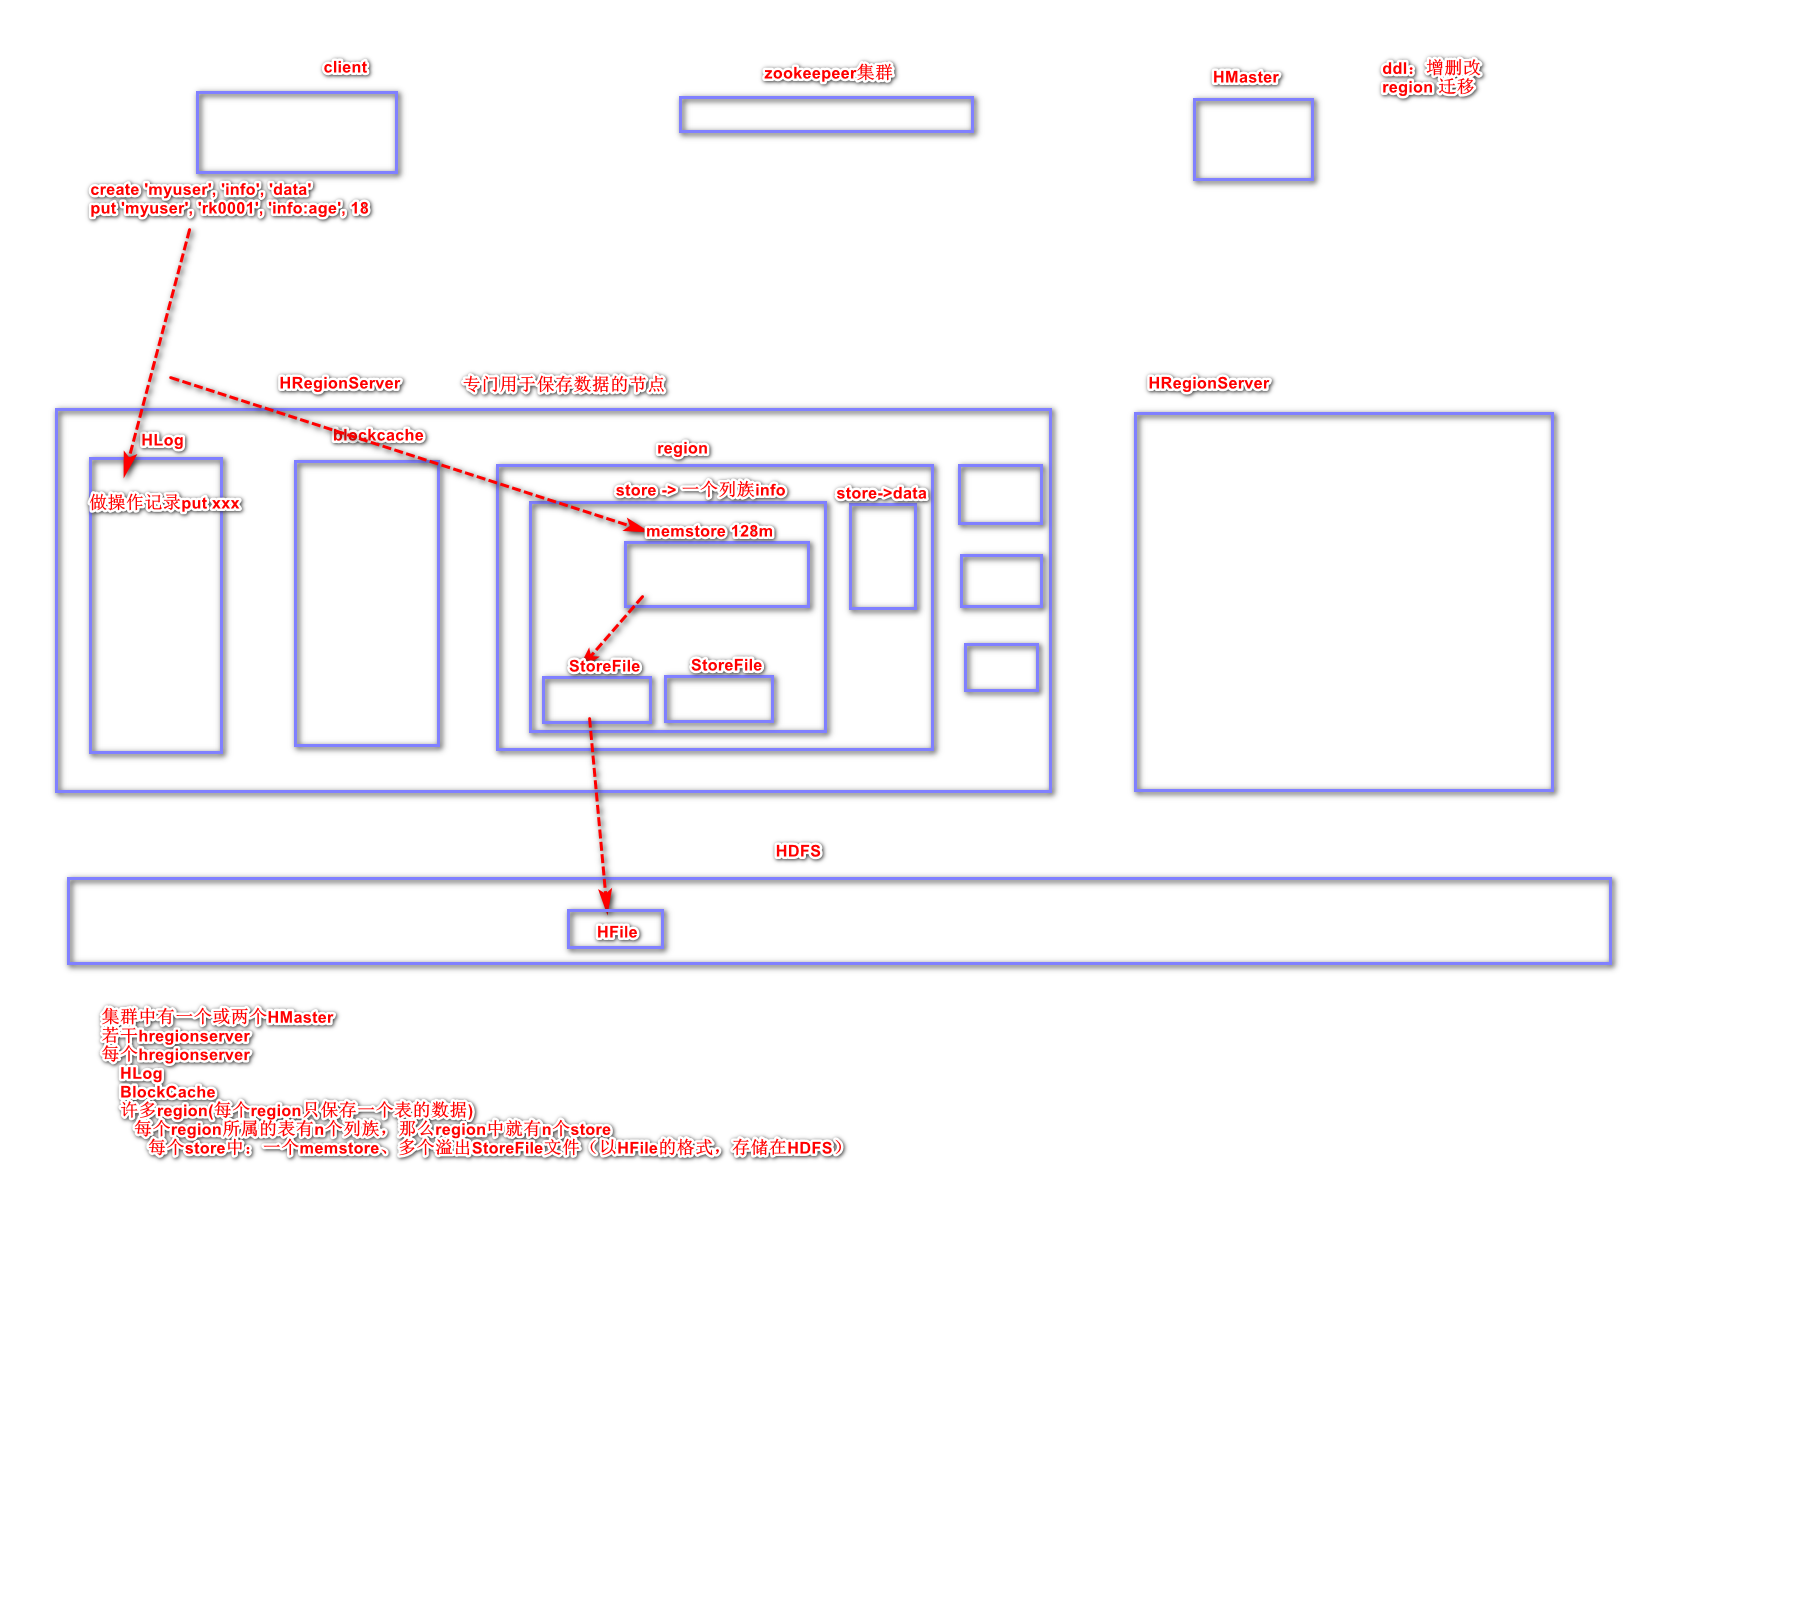 client
zookeepeer集群
HMaster
ddl：增删改
region 迁移
create 'myuser', 'info', 'data'
put 'myuser', 'rk0001', 'info:age', 18
HRegionServer
专门用于保存数据的节点
HRegionServer
HLog
blockcache
region
做操作记录put xxx
store -> 一个列族info
store->data
memstore 128m
StoreFile
StoreFile
HDFS
HFile
集群中有一个或两个HMaster
若干hregionserver
每个hregionserver
HLog
BlockCache
许多region(每个region只保存一个表的数据)
每个region所属的表有n个列族，那么region中就有n个store
每个store中：一个memstore、多个溢出StoreFile文件（以HFile的格式，存储在HDFS）